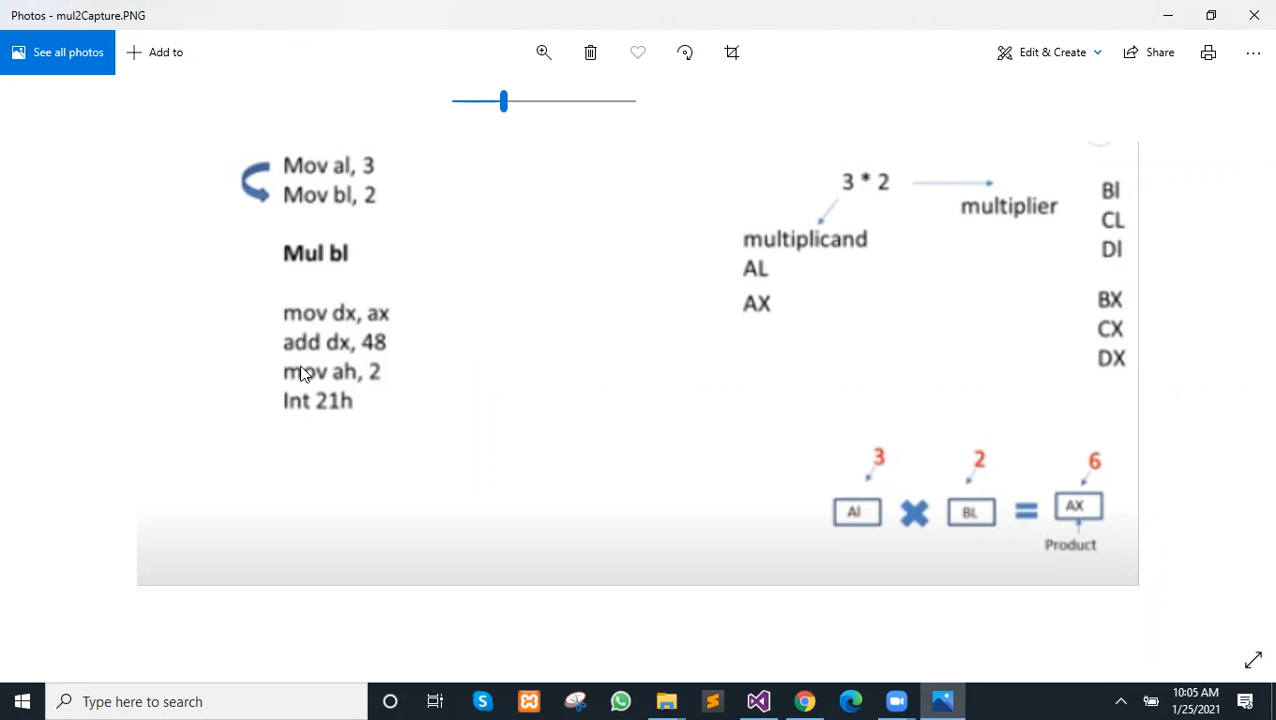 Photos - mul2Capture.PNG
See all photos
Add to
Edit & Create
Share
Mov al, 3
Mov bl, 2
Mul bl
mov dx, ax
add dx, 48
mov ah, 2
Int 21h
3 * 2
multiplier
multiplicand
AL
AX
Bl
CL
Dl
BX
CX
DX
3
2
6
Al
BL
=
AX
Product
Type here to search
10:05 AM
1/25/2021